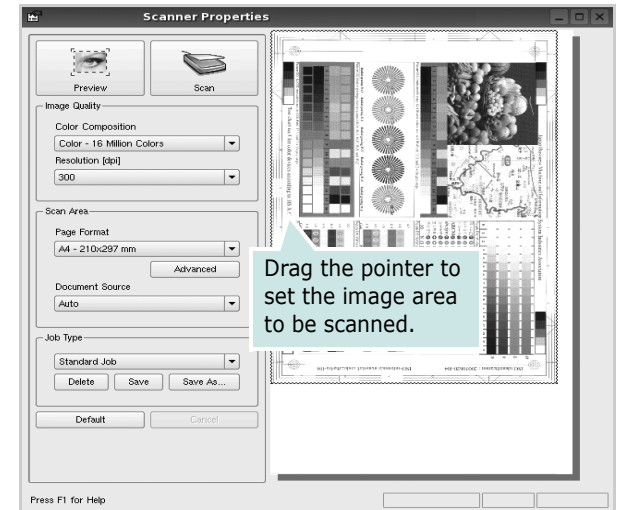 Scanner Properties
Preview
Scan
Image Quality
Color Composition
Color - 16 Million Colors
Resolution [dpi]
300
Scan Area
Page Format
A4 - 210x297 mm
Advanced
Document Source
Auto
Job Type
Standard Job
Delete
Save
Save As...
Default
Cancel
Drag the pointer to
set the image area
to be scanned.
Press F1 for Help